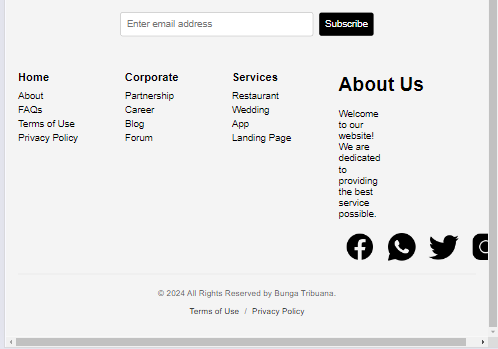 Enter email address
Subscribe
Home
About
FAQs
Terms of Use
Privacy Policy
Corporate
Partnership
Career
Blog
Forum
Services
Restaurant
Wedding
App
Landing Page
About Us
Welcome
to our
website!
We are
dedicated
to
providing
the best
service
possible.
© 2024 All Rights Reserved by Bunga Tribuana.
Terms of Use / Privacy Policy